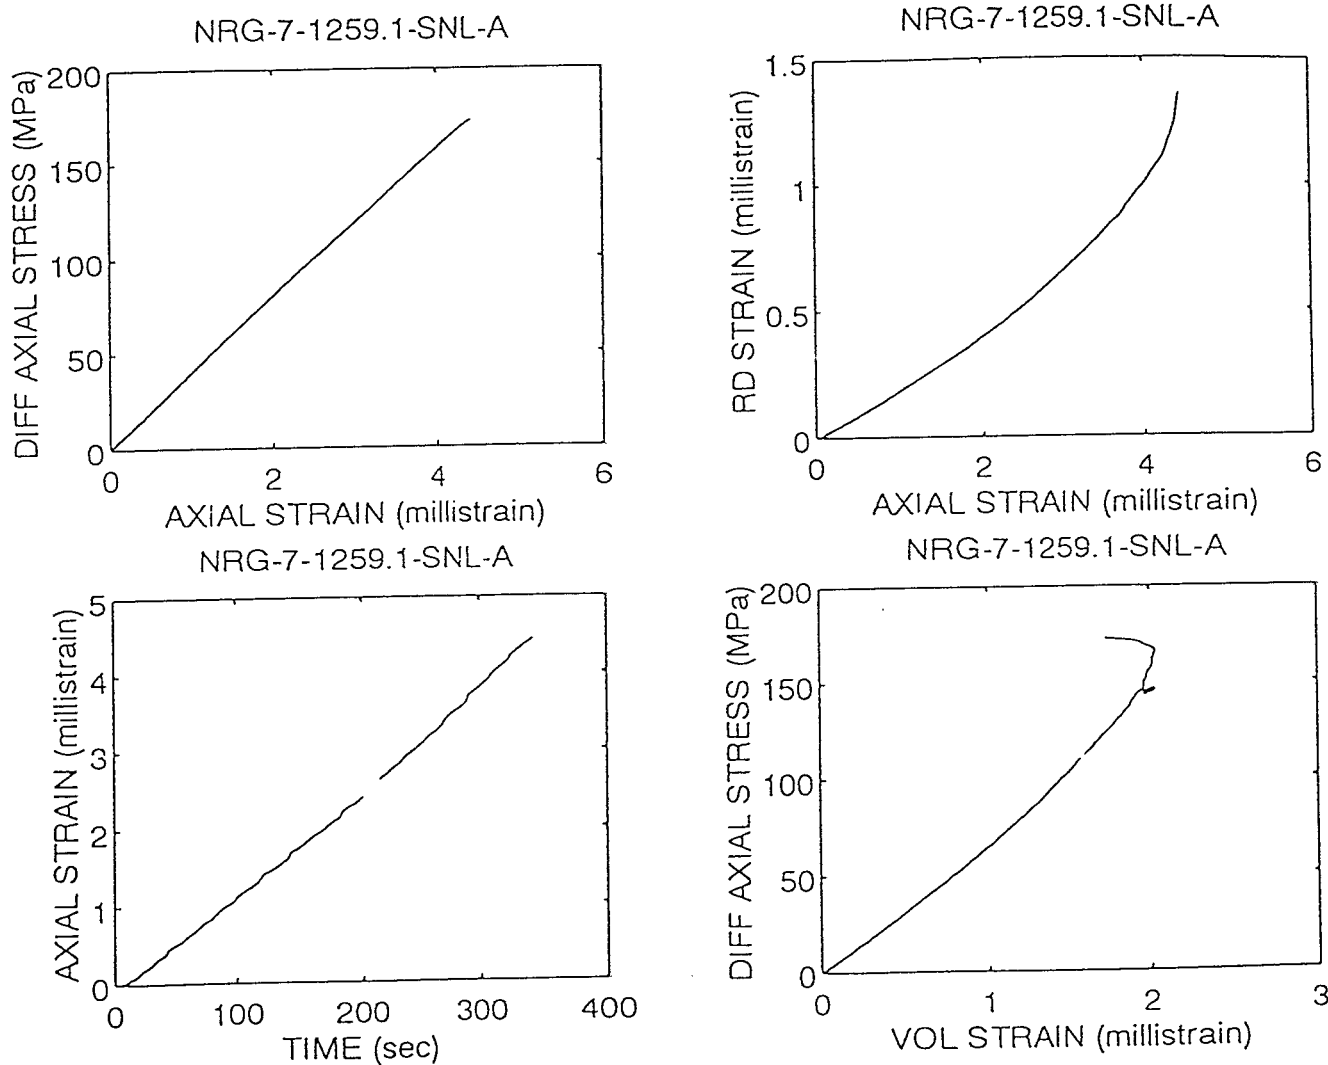 NRG-7-1259.1-SNL-A
DIFF AXIAL STRESS (MPa)
200
150
100
50
0
0 2 4 6
AXIAL STRAIN (millistrain)
NRG-7-1259.1-SNL-A
RD STRAIN (millistrain)
1.5
1
0.5
0
0 2 4 6
AXIAL STRAIN (millistrain)
NRG-7-1259.1-SNL-A
AXIAL STRAIN (millistrain)
5
4
3
2
1
0
0 100 200 300 400
TIME (sec)
NRG-7-1259.1-SNL-A
DIFF AXIAL STRESS (MPa)
200
150
100
50
0
0 1 2 3
VOL STRAIN (millistrain)